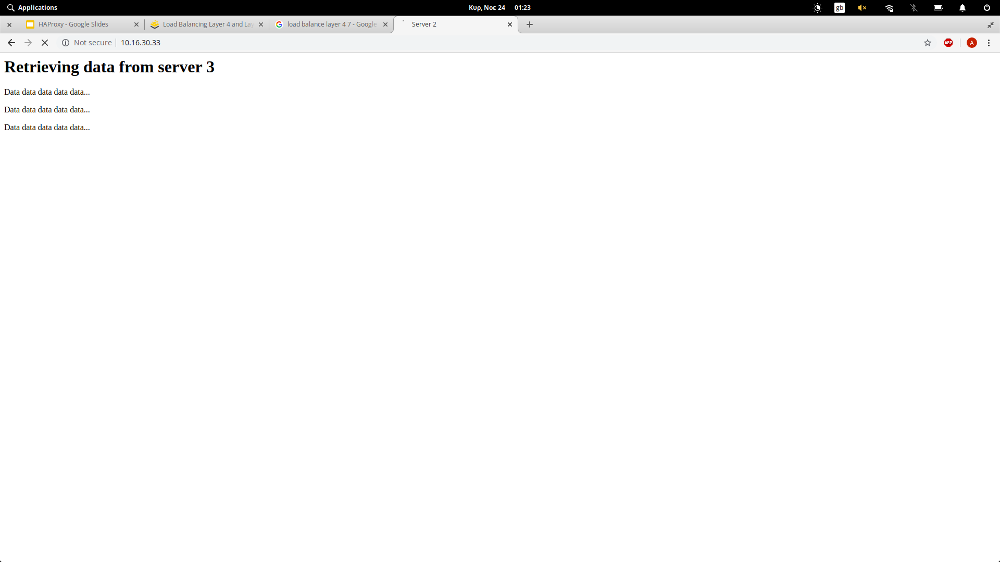 Applications
Κυρ, Νοε 24 01:23
gb
HAProxy - Google Slides
Load Balancing Layer 4 and Lay
load balance layer 4 7 - Google
Server 2
Not secure
10.16.30.33
ABP
A
Retrieving data from server 3
Data data data data data...
Data data data data data...
Data data data data data...